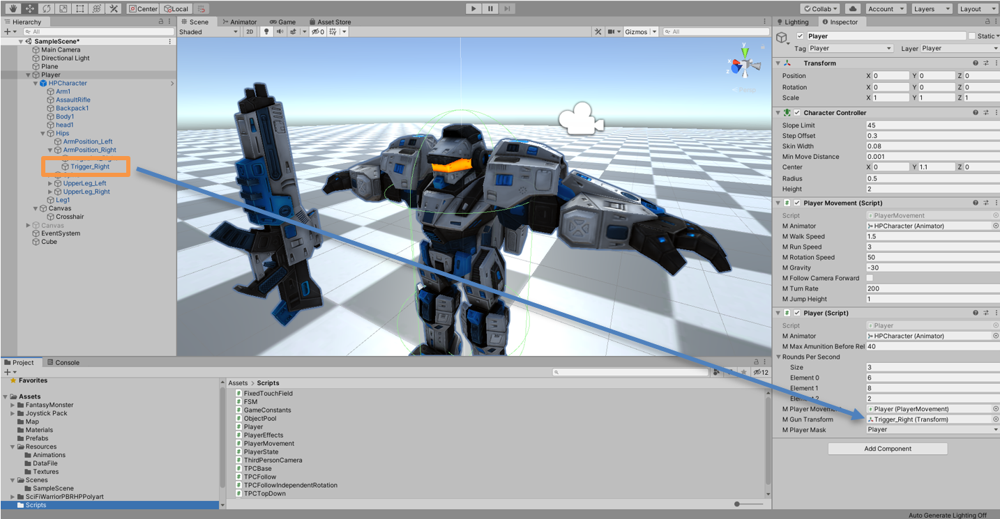 Center Local Collab Account Layers Layout
Hierarchy
All
SampleScene*
Main Camera
Directional Light
Plane
Player
HPCharacter
Arm1
AssaultRifle
Backpack1
Body1
head1
Hips
ArmPosition_Left
ArmPosition_Right
Trigger_Right
UpperLeg_Left
UpperLeg_Right
Leg1
Canvas
Crosshair
Canvas
EventSystem
Cube
Scene Animator Game Asset Store
Shaded 2D 0 Gizmos All
y
x
z
Persp
Lighting Inspector
Player Static
Tag Player Layer Player
Transform
Position X 0 Y 0 Z 0
Rotation X 0 Y 0 Z 0
Scale X 1 Y 1 Z 1
Character Controller
Slope Limit 45
Step Offset 0.3
Skin Width 0.08
Min Move Distance 0.001
Center X 0 Y 1.1 Z 0
Radius 0.5
Height 2
Player Movement (Script)
Script PlayerMovement
M Animator HPCharacter (Animator)
M Walk Speed 1.5
M Run Speed 3
M Rotation Speed 50
M Gravity -30
M Follow Camera Forward
M Turn Rate 200
M Jump Height 1
Player (Script)
Script Player
M Animator HPCharacter (Animator)
M Max Amunition Before Rel 40
Rounds Per Second
Size 3
Element 0 6
Element 1 8
Element 2 2
M Player Movement Player (PlayerMovement)
M Gun Transform Trigger_Right (Transform)
M Player Mask Player
Add Component
Project Console
12
Favorites
Assets
FantasyMonster
Joystick Pack
Map
Materials
Prefabs
Resources
Animations
DataFile
Textures
Scenes
SampleScene
SciFiWarriorPBRHPPolyart
Scripts
Assets > Scripts
FixedTouchField
FSM
GameConstants
ObjectPool
Player
PlayerEffects
PlayerMovement
PlayerState
ThirdPersonCamera
TPCBase
TPCFollow
TPCFollowIndependentRotation
TPCTopDown
Auto Generate Lighting Off